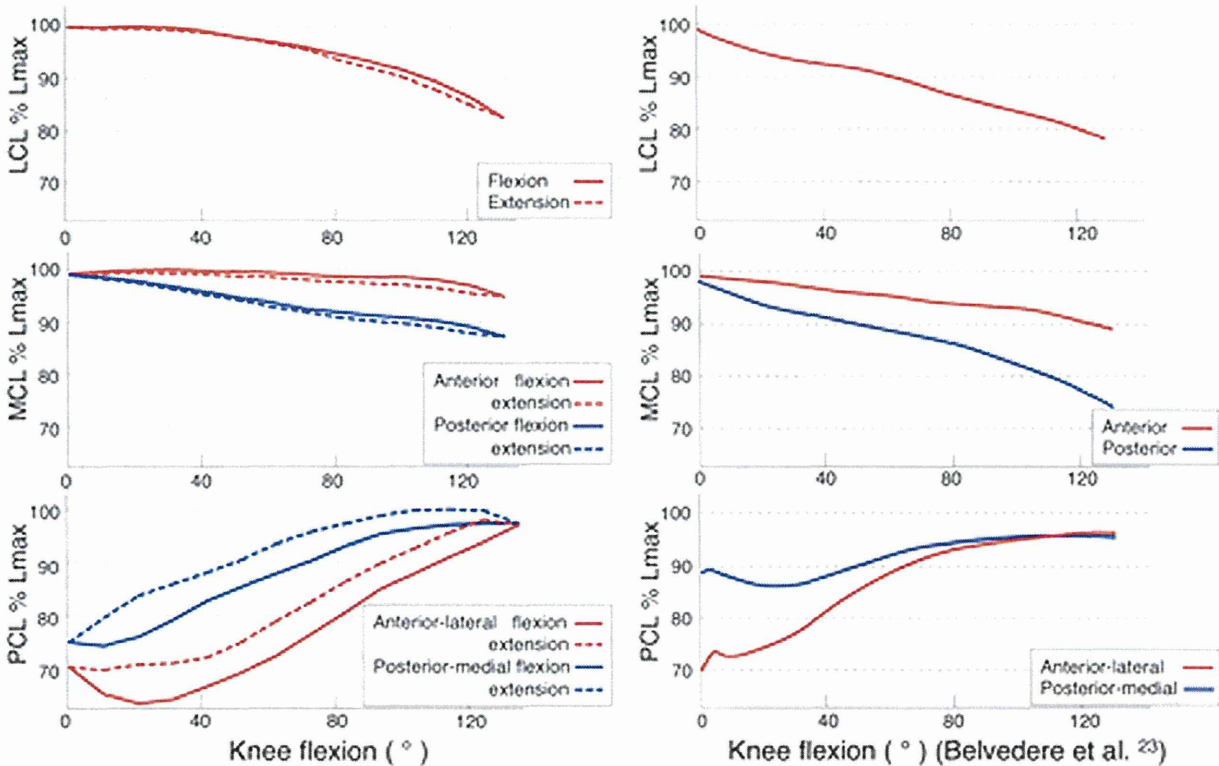 LCL % Lmax
100
90
80
70
0
40
80
120
Flexion
Extension
LCL % Lmax
100
90
80
70
0
40
80
120
MCL % Lmax
100
90
80
70
0
40
80
120
Anterior flexion
extension
Posterior flexion
extension
MCL % Lmax
100
90
80
70
0
40
80
120
Anterior
Posterior
PCL % Lmax
100
90
80
70
0
40
80
120
Anterior-lateral flexion
extension
Posterior-medial flexion
extension
Knee flexion ( ° )
PCL % Lmax
100
90
80
70
0
40
80
120
Anterior-lateral
Posterior-medial
Knee flexion ( ° ) (Belvedere et al. 23)